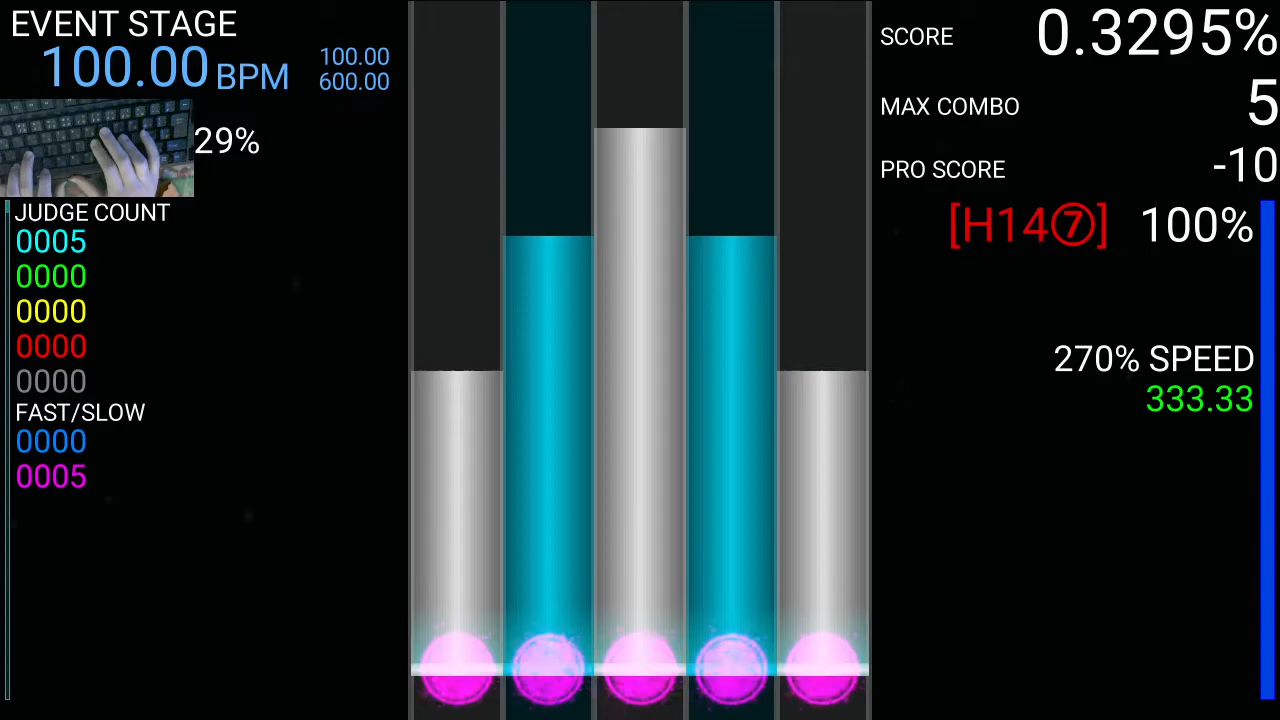 EVENT STAGE
100.00 BPM
100.00
600.00
29%
JUDGE COUNT
0005
0000
0000
0000
0000
FAST/SLOW
0000
0005
SCORE 0.3295%
MAX COMBO 5
PRO SCORE -10
[H14⑦] 100%
270% SPEED
333.33